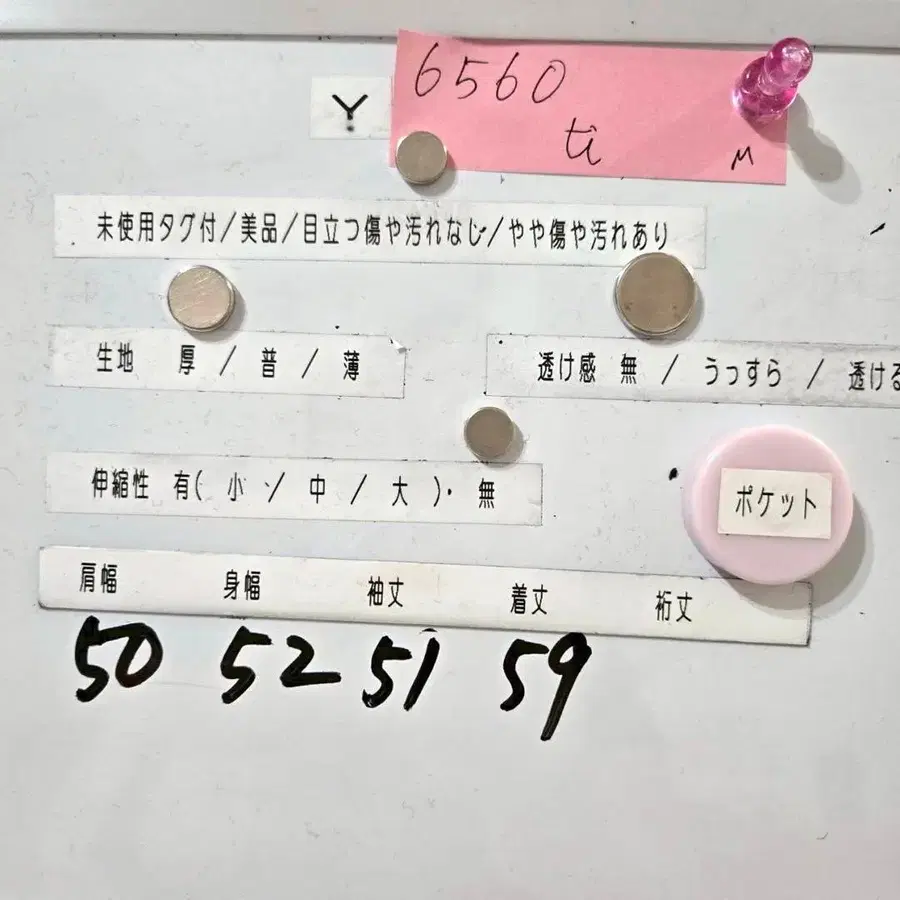 6560
Y
ti
M
未使用タグ付/美品/目立つ傷や汚れなし/やや傷や汚れあり
生地 厚 / 普 / 薄
透け感 無 / うっすら / 透ける
伸縮性 有( 小 / 中 / 大 )・ 無
ポケット
肩幅 身幅 袖丈 着丈 裄丈
50 52 51 59